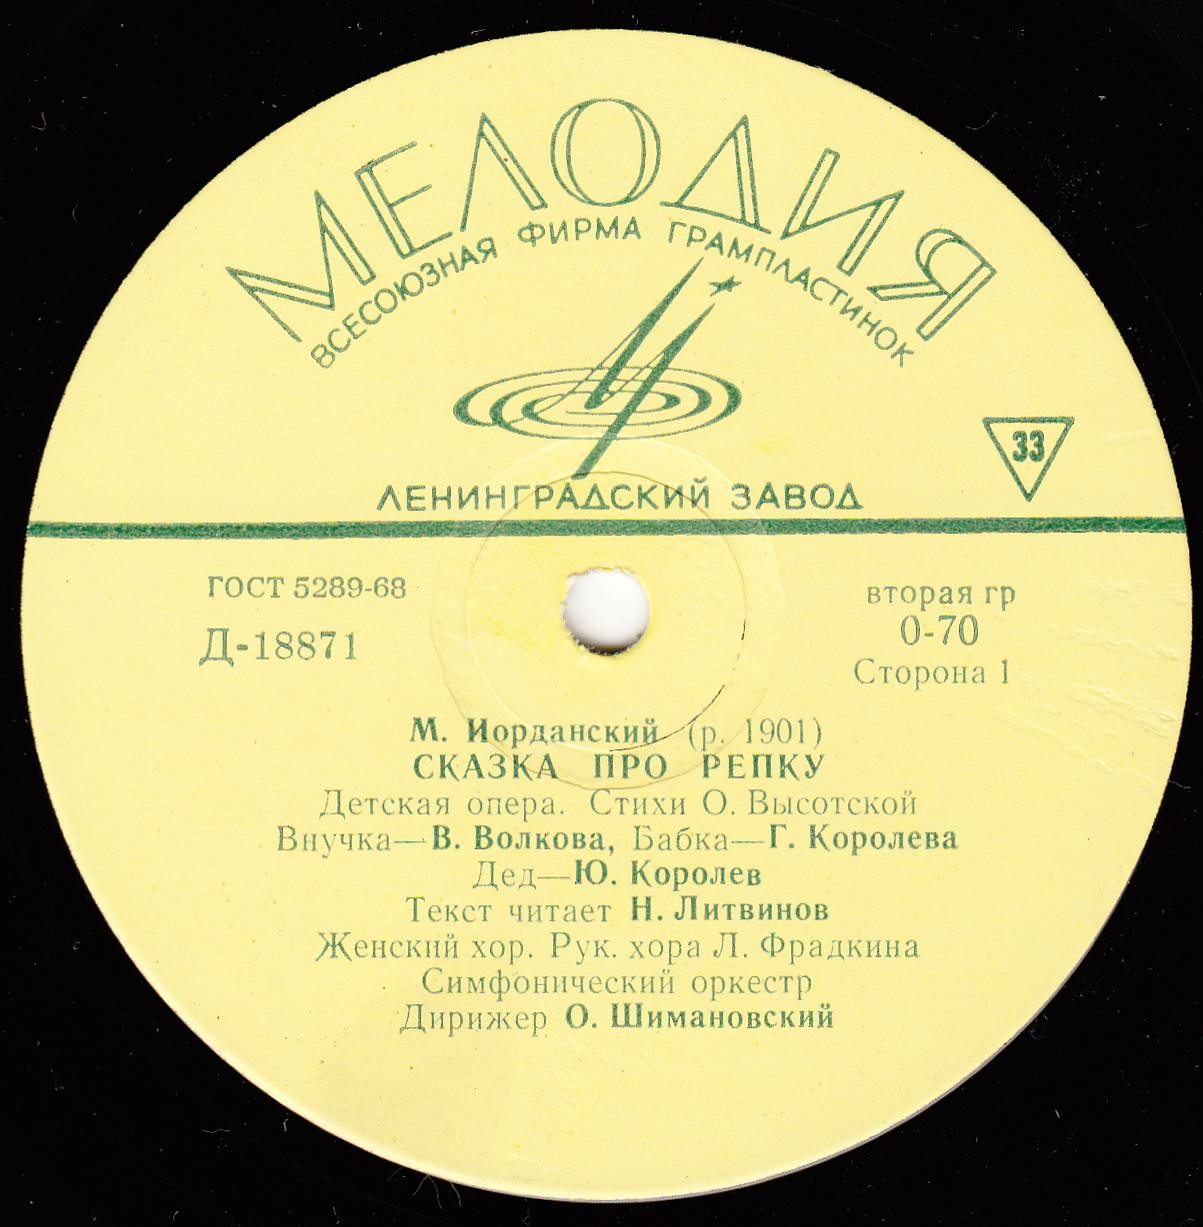 МЕЛОДИЯ
ВСЕСОЮЗНАЯ ФИРМА ГРАМПЛАСТИНОК
33
ЛЕНИНГРАДСКИЙ ЗАВОД
ГОСТ 5289-68
Д-18871
вторая гр
0-70
Сторона 1
М. Иорданский (р. 1901)
СКАЗКА ПРО РЕПКУ
Детская опера. Стихи О. Высотской
Внучка—В. Волкова, Бабка—Г. Королева
Дед—Ю. Королев
Текст читает Н. Литвинов
Женский хор. Рук. хора Л. Фрадкина
Симфонический оркестр
Дирижер О. Шимановский